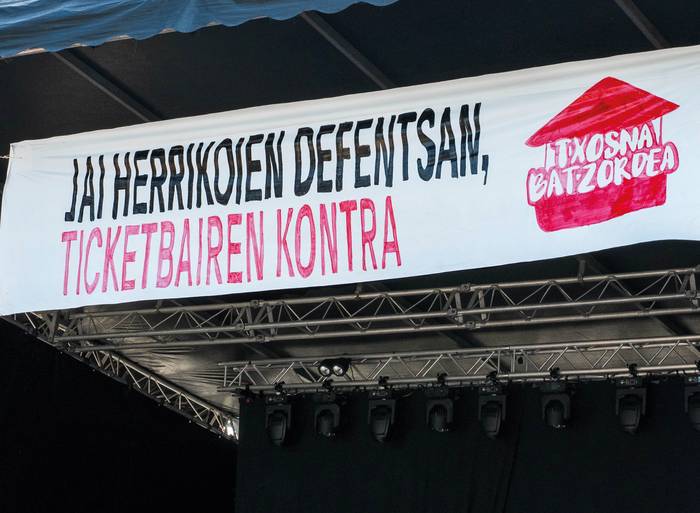 JAI HERRIKOIEN DEFENTSAN,
TICKETBAIREN KONTRA
TXOSNA
BATZORDEA